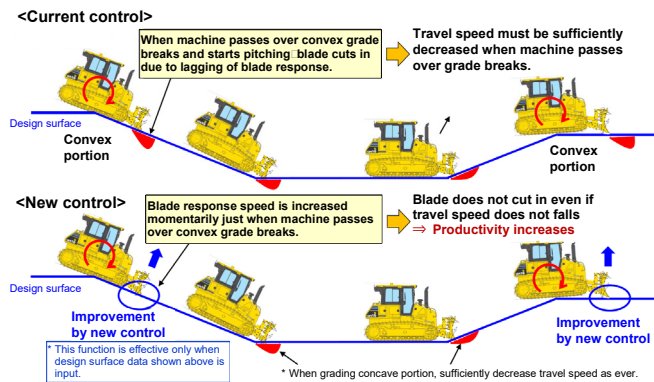 <Current control>
When machine passes over convex grade
breaks and starts pitching□blade cuts in
due to lagging of blade response.
Travel speed must be sufficiently
decreased when machine passes
over grade breaks.
Design surface
Convex
portion
Convex
portion
<New control>
Blade response speed is increased
momentarily just when machine passes
over convex grade breaks.
Blade does not cut in even if
travel speed does not falls
⇒ Productivity increases
Design surface
Improvement
by new control
Improvement
by new control
* This function is effective only when
design surface data shown above is
input.
* When grading concave portion, sufficiently decrease travel speed as ever.